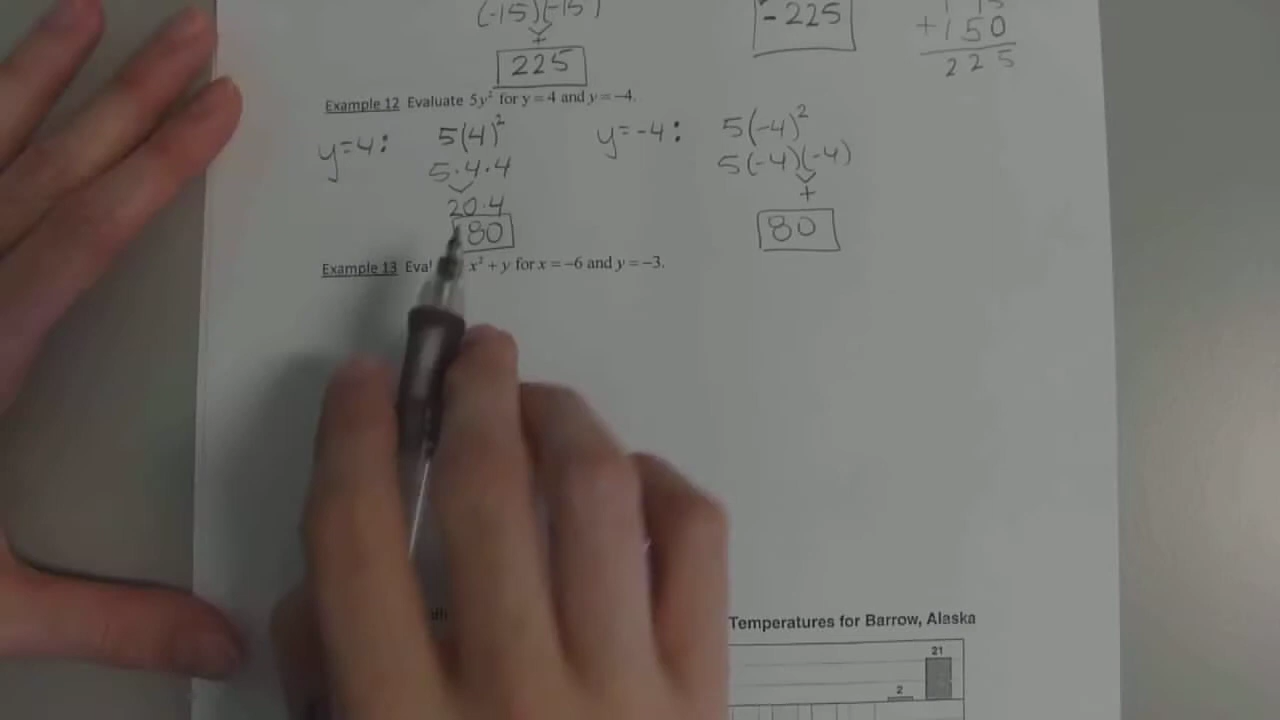 (-15)(-15)
+
225
-225
+150
225
Example 12 Evaluate 5y² for y = 4 and y = −4.
y=4: 5(4)²
5·4·4
20·4
80
y=-4: 5(-4)²
5(-4)(-4)
+
80
Example 13 x² + y for x = −6 and y = −3.
Temperatures for Barrow, Alaska
21
2